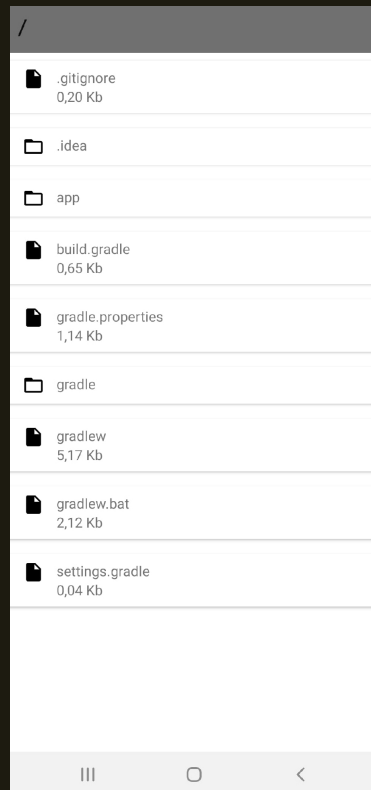 /
.gitignore
0,20 Kb
.idea
app
build.gradle
0,65 Kb
gradle.properties
1,14 Kb
gradle
gradlew
5,17 Kb
gradlew.bat
2,12 Kb
settings.gradle
0,04 Kb